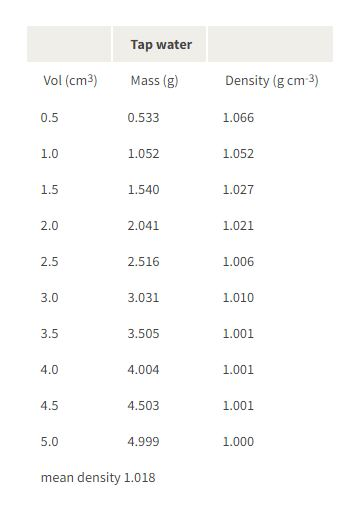 Tap water
Vol (cm3) Mass (g) Density (g cm-3)
0.5 0.533 1.066
1.0 1.052 1.052
1.5 1.540 1.027
2.0 2.041 1.021
2.5 2.516 1.006
3.0 3.031 1.010
3.5 3.505 1.001
4.0 4.004 1.001
4.5 4.503 1.001
5.0 4.999 1.000
mean density 1.018